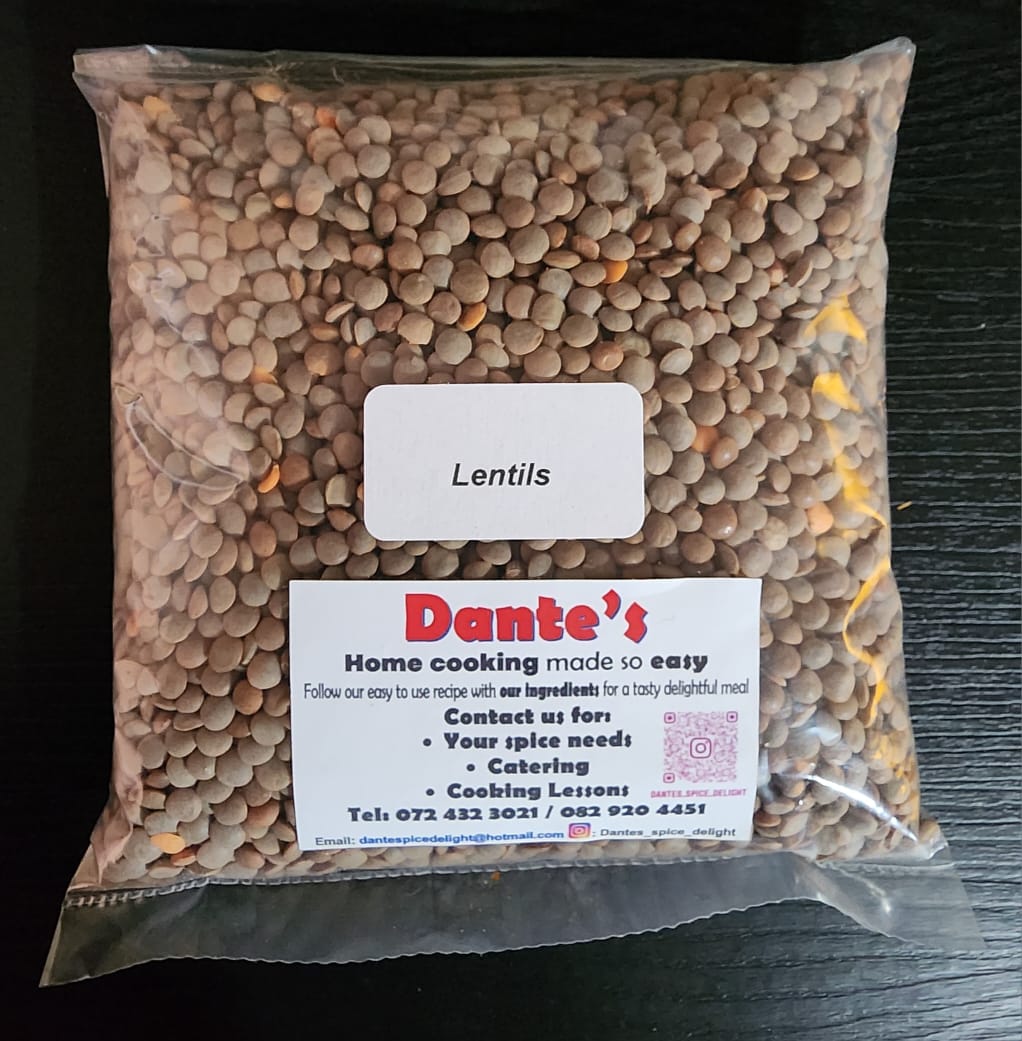 Lentils
Dante's
Home cooking made so easy
Follow our easy to use recipe with our ingredients for a tasty delightful meal
Contact us for:
• Your spice needs
• Catering
• Cooking Lessons
DANTES_SPICE_DELIGHT
Tel: 072 432 3021 / 082 920 4451
Email: dantespicedelight@hotmail.com : Dantes_spice_delight